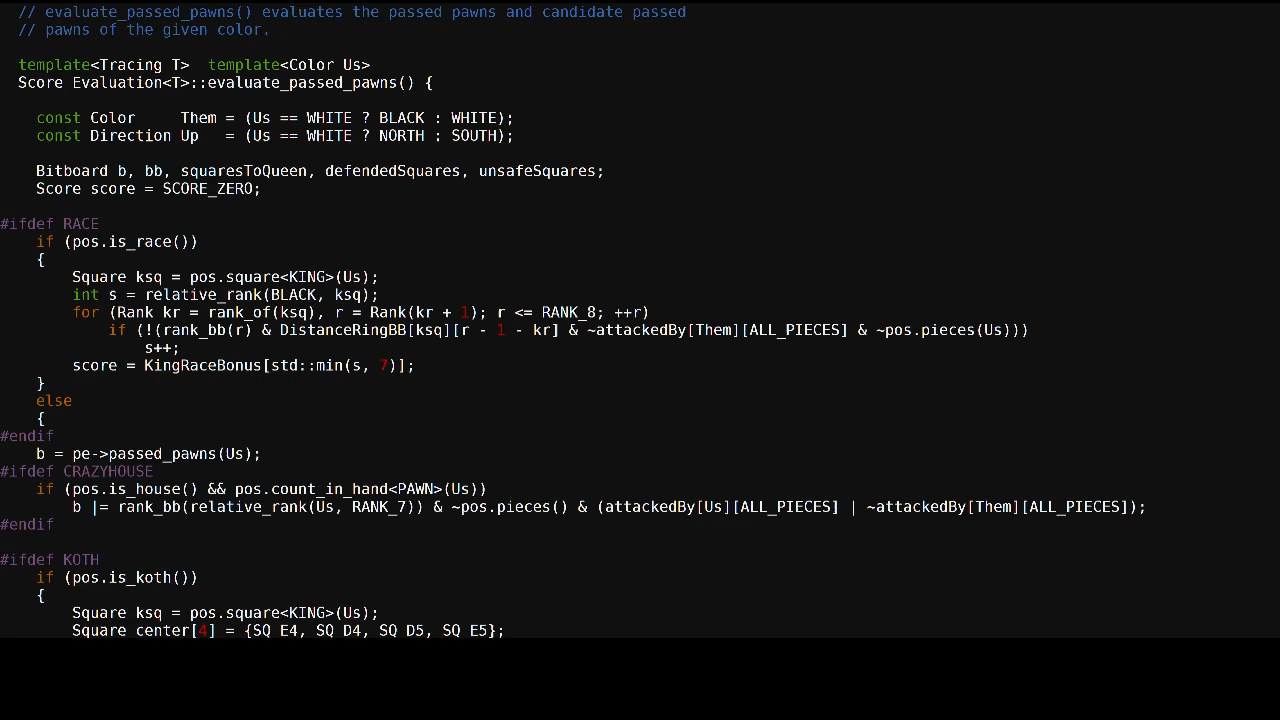 // evaluate_passed_pawns() evaluates the passed pawns and candidate passed
// pawns of the given color.
template<Tracing T>  template<Color Us>
Score Evaluation<T>::evaluate_passed_pawns() {
const Color     Them = (Us == WHITE ? BLACK : WHITE);
const Direction Up   = (Us == WHITE ? NORTH : SOUTH);
Bitboard b, bb, squaresToQueen, defendedSquares, unsafeSquares;
Score score = SCORE_ZERO;
#ifdef RACE
if (pos.is_race())
{
Square ksq = pos.square<KING>(Us);
int s = relative_rank(BLACK, ksq);
for (Rank kr = rank_of(ksq), r = Rank(kr + 1); r <= RANK_8; ++r)
if (!(rank_bb(r) & DistanceRingBB[ksq][r - 1 - kr] & ~attackedBy[Them][ALL_PIECES] & ~pos.pieces(Us)))
s++;
score = KingRaceBonus[std::min(s, 7)];
}
else
{
#endif
b = pe->passed_pawns(Us);
#ifdef CRAZYHOUSE
if (pos.is_house() && pos.count_in_hand<PAWN>(Us))
b |= rank_bb(relative_rank(Us, RANK_7)) & ~pos.pieces() & (attackedBy[Us][ALL_PIECES] | ~attackedBy[Them][ALL_PIECES]);
#endif
#ifdef KOTH
if (pos.is_koth())
{
Square ksq = pos.square<KING>(Us);
Square center[4] = {SQ_E4, SQ_D4, SQ_D5, SQ_E5};